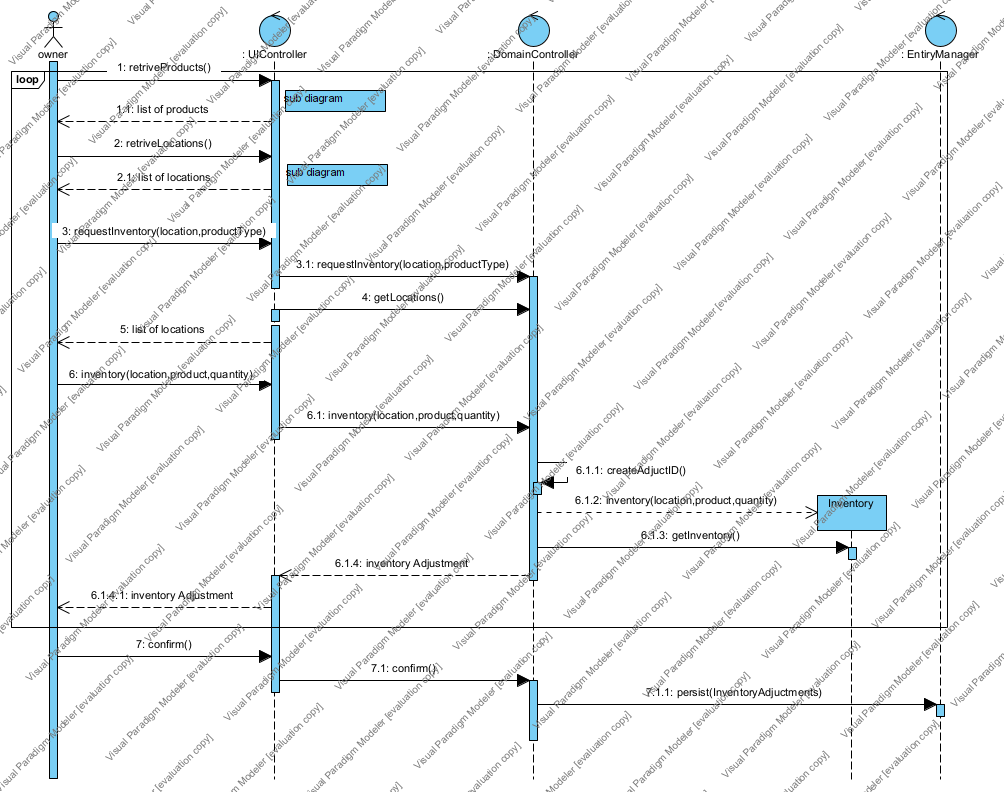 owner
: UIController
: DomainController
: EntiryManager
loop
1: retriveProducts()
sub diagram
1.1: list of products
2: retriveLocations()
sub diagram
2.1: list of locations
3: requestInventory(location,productType)
3.1: requestInventory(location,productType)
4: getLocations()
5: list of locations
6: inventory(location,product,quantity)
6.1: inventory(location,product,quantity)
6.1.1: createAdjuctID()
6.1.2: inventory(location,product,quantity)
Inventory
6.1.3: getInventory()
6.1.4: inventory Adjustment
6.1.4.1: inventory Adjustment
7: confirm()
7.1: confirm()
7.1.1: persist(InventoryAdjuctments)
Visual Paradigm Modeler [evaluation copy]